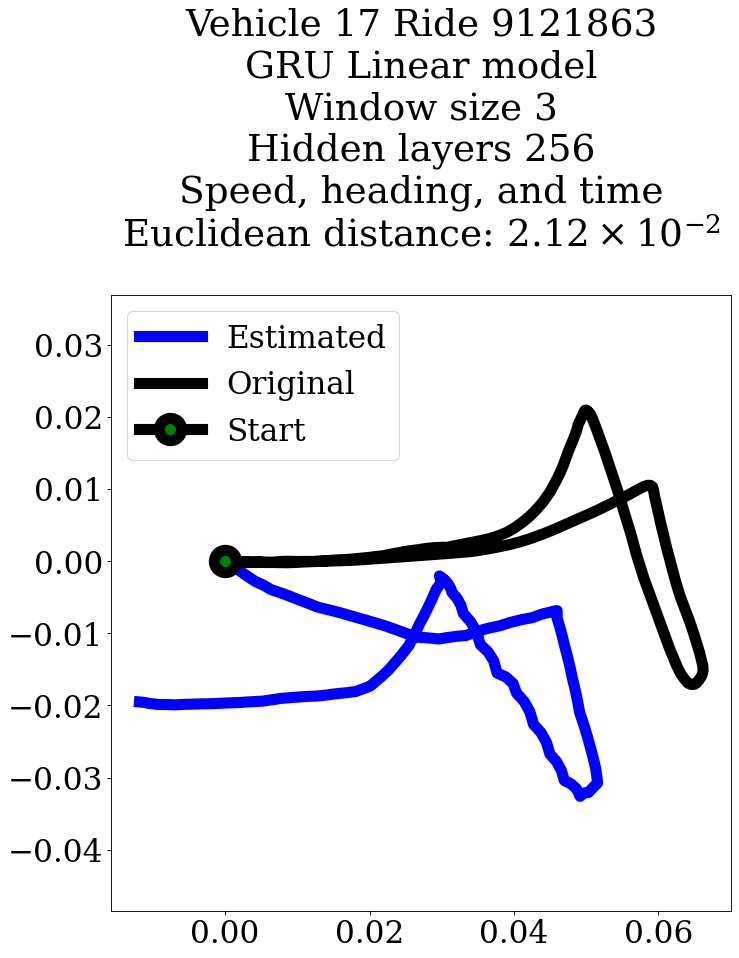 Vehicle 17 Ride 9121863
GRU Linear model
Window size 3
Hidden layers 256
Speed, heading, and time
Euclidean distance: 2.12 × 10⁻²
Estimated
Original
Start
0.03
0.02
0.01
0.00
−0.01
−0.02
−0.03
−0.04
0.00 0.02 0.04 0.06